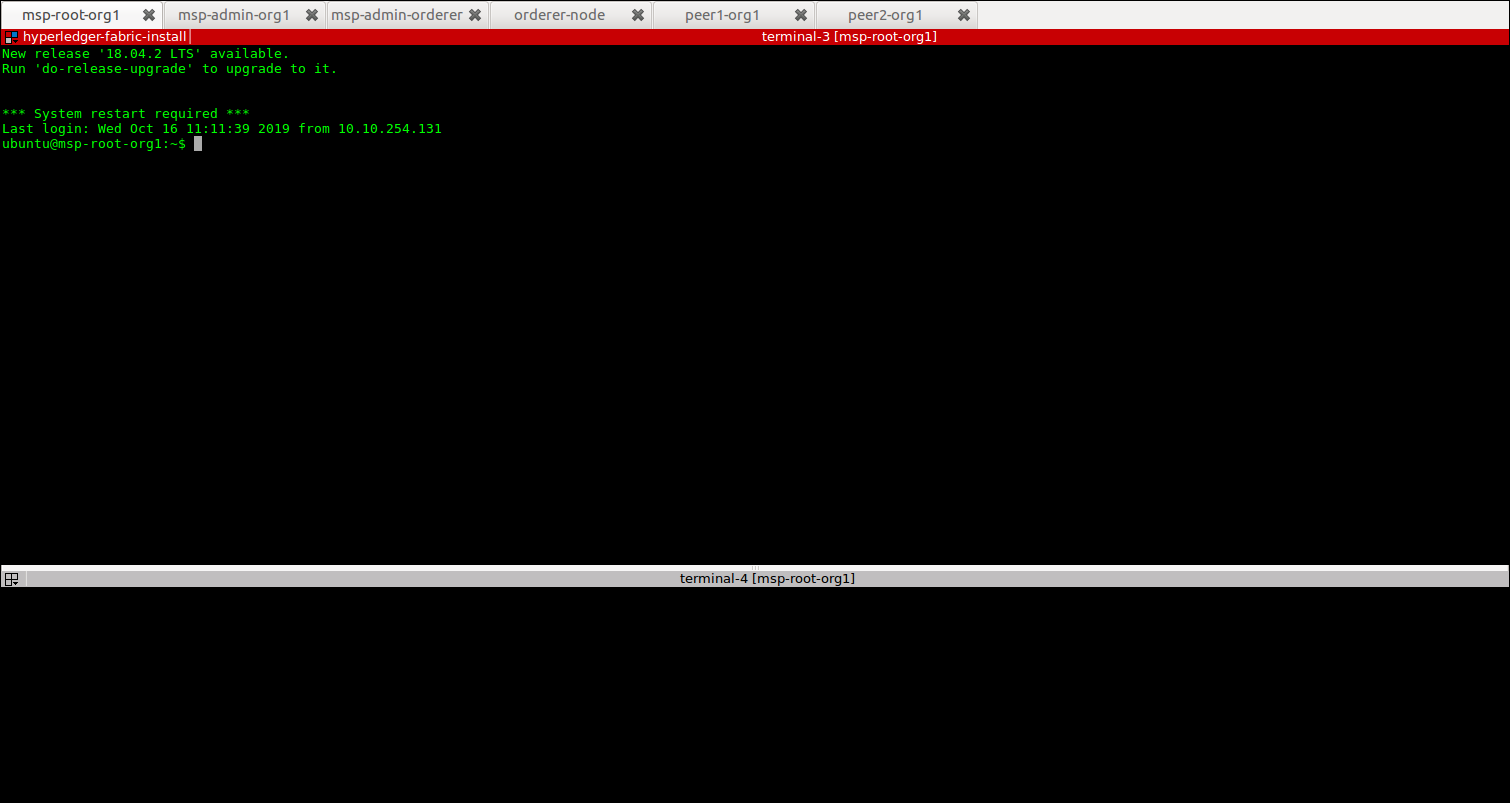 msp-root-org1 msp-admin-org1 msp-admin-orderer orderer-node peer1-org1 peer2-org1
hyperledger-fabric-install terminal-3 [msp-root-org1]
New release '18.04.2 LTS' available.
Run 'do-release-upgrade' to upgrade to it.
*** System restart required ***
Last login: Wed Oct 16 11:11:39 2019 from 10.10.254.131
ubuntu@msp-root-org1:~$
terminal-4 [msp-root-org1]